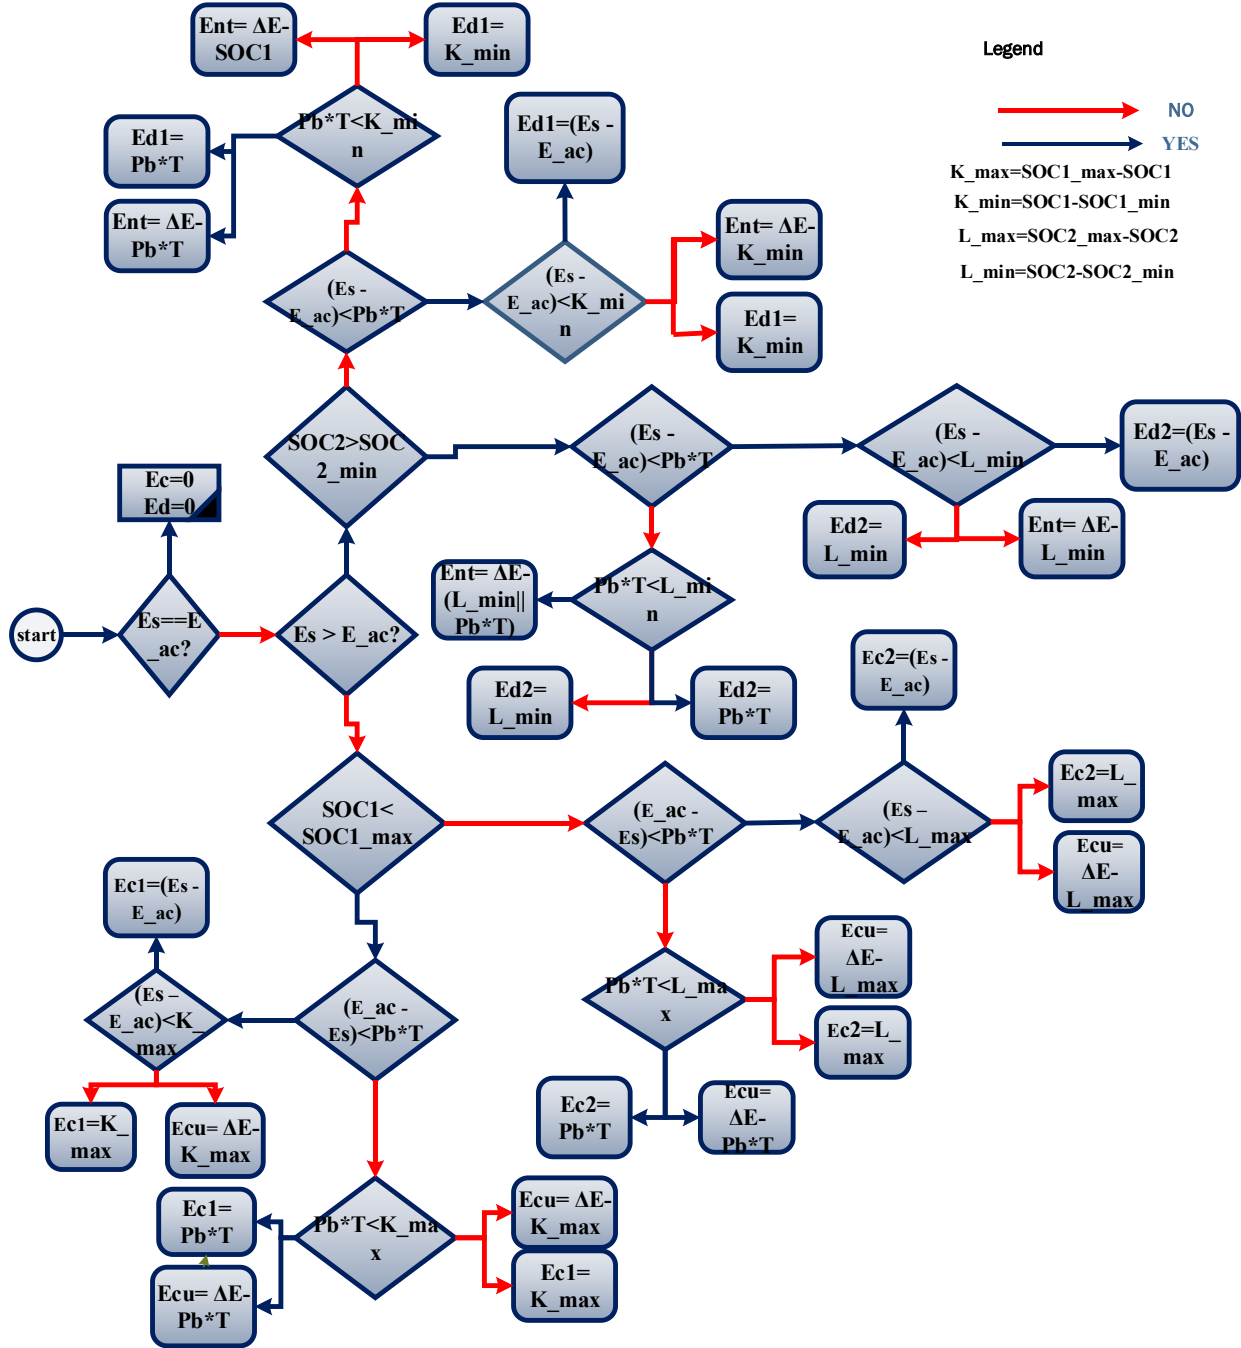 Ent= ΔE-
SOC1
Ed1=
K_min
Legend
NO
YES
K_max=SOC1_max-SOC1
K_min=SOC1-SOC1_min
L_max=SOC2_max-SOC2
L_min=SOC2-SOC2_min
Pb*T<K_mi
n
Ed1=
Pb*T
Ent= ΔE-
Pb*T
Ed1=(Es -
E_ac)
(Es -
E_ac)<Pb*T
(Es -
E_ac)<K_mi
n
Ent= ΔE-
K_min
Ed1=
K_min
SOC2>SOC
2_min
(Es -
E_ac)<Pb*T
(Es -
E_ac)<L_min
Ed2=(Es -
E_ac)
Ed2=
L_min
Ent= ΔE-
L_min
Ec=0
Ed=0
Ent= ΔE-
(L_min||
Pb*T)
Pb*T<L_mi
n
start
Es==E
_ac?
Es > E_ac?
Ed2=
L_min
Ed2=
Pb*T
Ec2=(Es -
E_ac)
SOC1<
SOC1_max
(E_ac -
Es)<Pb*T
(Es –
E_ac)<L_max
Ec2=L_
max
Ecu=
ΔE-
L_max
Ec1=(Es -
E_ac)
(Es –
E_ac)<K_
max
(E_ac -
Es)<Pb*T
Pb*T<L_ma
x
Ecu=
ΔE-
L_max
Ec2=L_
max
Ec1=K_
max
Ecu= ΔE-
K_max
Ec2=
Pb*T
Ecu=
ΔE-
Pb*T
Ec1=
Pb*T
Ecu= ΔE-
Pb*T
Pb*T<K_ma
x
Ecu= ΔE-
K_max
Ec1=
K_max